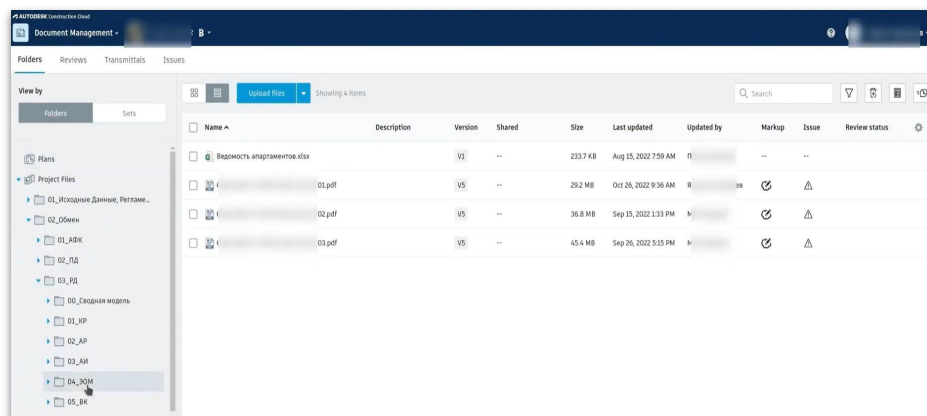 AUTODESK Construction Cloud
Document Management
В
Folders Reviews Transmittals Issues
View by
Folders Sets
Upload files Showing 4 items
Search
Name Description Version Shared Size Last updated Updated by Markup Issue Review status
Plans
Ведомость апартаментов.xlsx V1 -- 233.7 KB Aug 15, 2022 7:59 AM -- --
Project Files
01.pdf V5 -- 29.2 MB Oct 26, 2022 9:36 AM Я ев
01_Исходные Данные, Регламе...
02_Обмен
02.pdf V5 -- 36.8 MB Sep 15, 2022 1:33 PM М
01_АФК
03.pdf V5 -- 45.4 MB Sep 26, 2022 5:15 PM М
02_ПД
03_РД
00_Сводная модель
01_КР
02_АР
03_АИ
04_ЭОМ
05_ВК